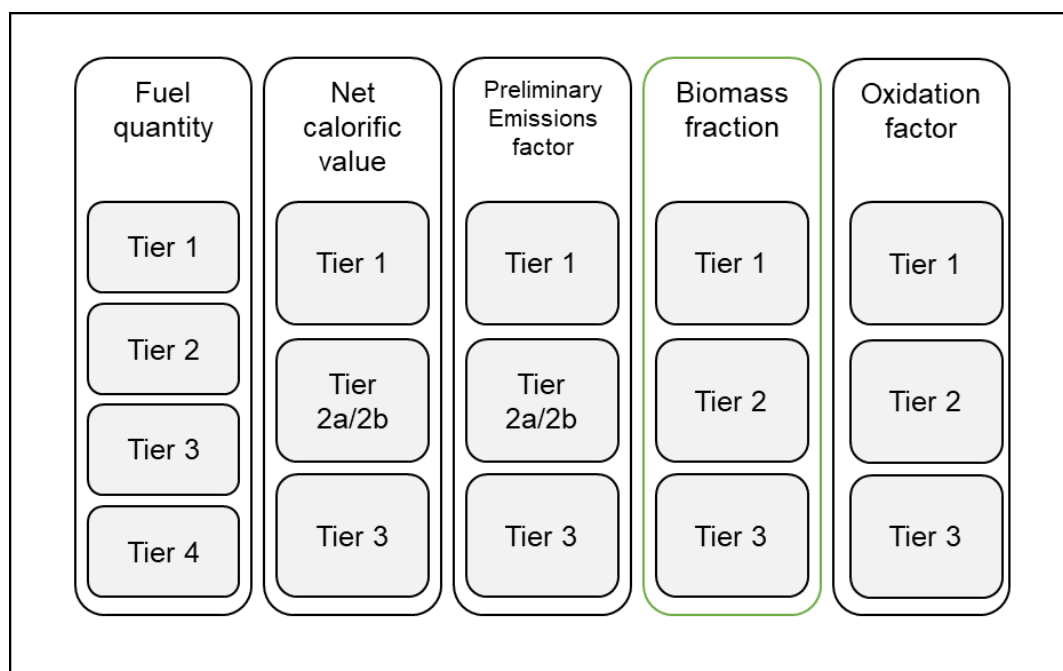 Fuel
quantity
Tier 1
Tier 2
Tier 3
Tier 4
Net
calorific
value
Tier 1
Tier
2a/2b
Tier 3
Preliminary
Emissions
factor
Tier 1
Tier
2a/2b
Tier 3
Biomass
fraction
Tier 1
Tier 2
Tier 3
Oxidation
factor
Tier 1
Tier 2
Tier 3